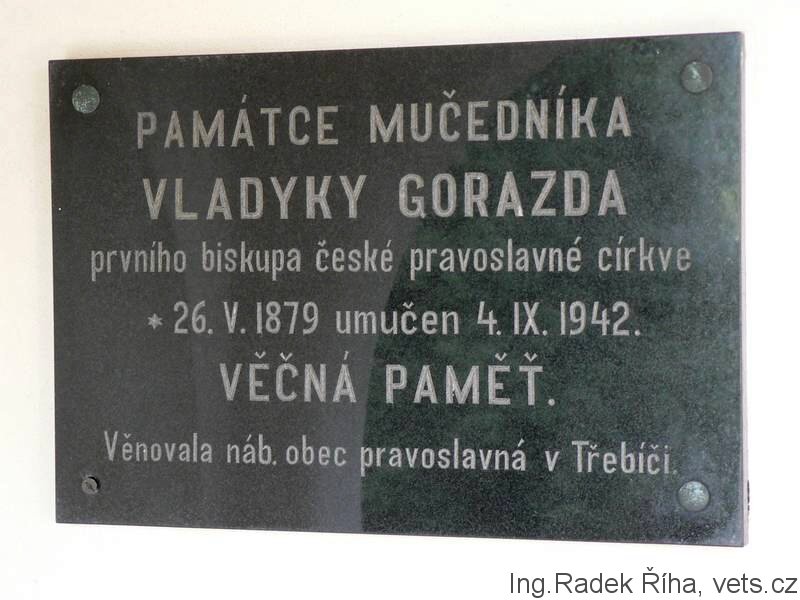 PAMÁTCE MUČEDNÍKA
VLADYKY GORAZDA
prvního biskupa české pravoslavné církve
* 26. V. 1879 umučen 4. IX. 1942.
VĚČNÁ PAMĚŤ.
Věnovala náb. obec pravoslavná v Třebíči.
Ing.Radek Říha, vets.cz